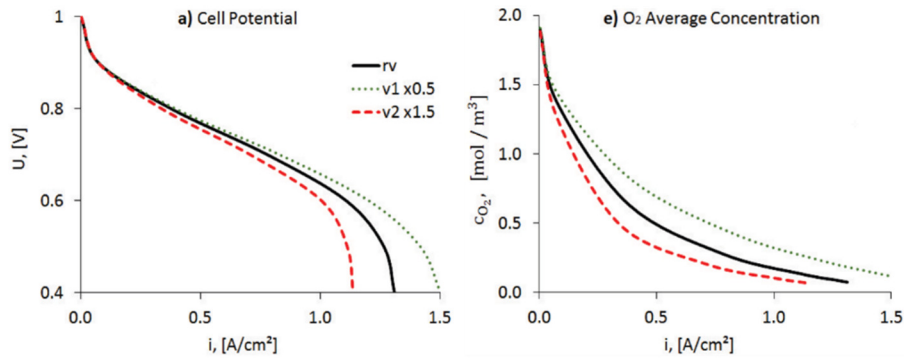 a) Cell Potential
U, [V]
1
0.8
0.6
0.4
rv
v1 x0.5
v2 x1.5
0.0 0.5 1.0 1.5
i, [A/cm²]
e) O₂ Average Concentration
c_O₂, [mol / m³]
2.0
1.5
1.0
0.5
0.0
0.0 0.5 1.0 1.5
i, [A/cm²]